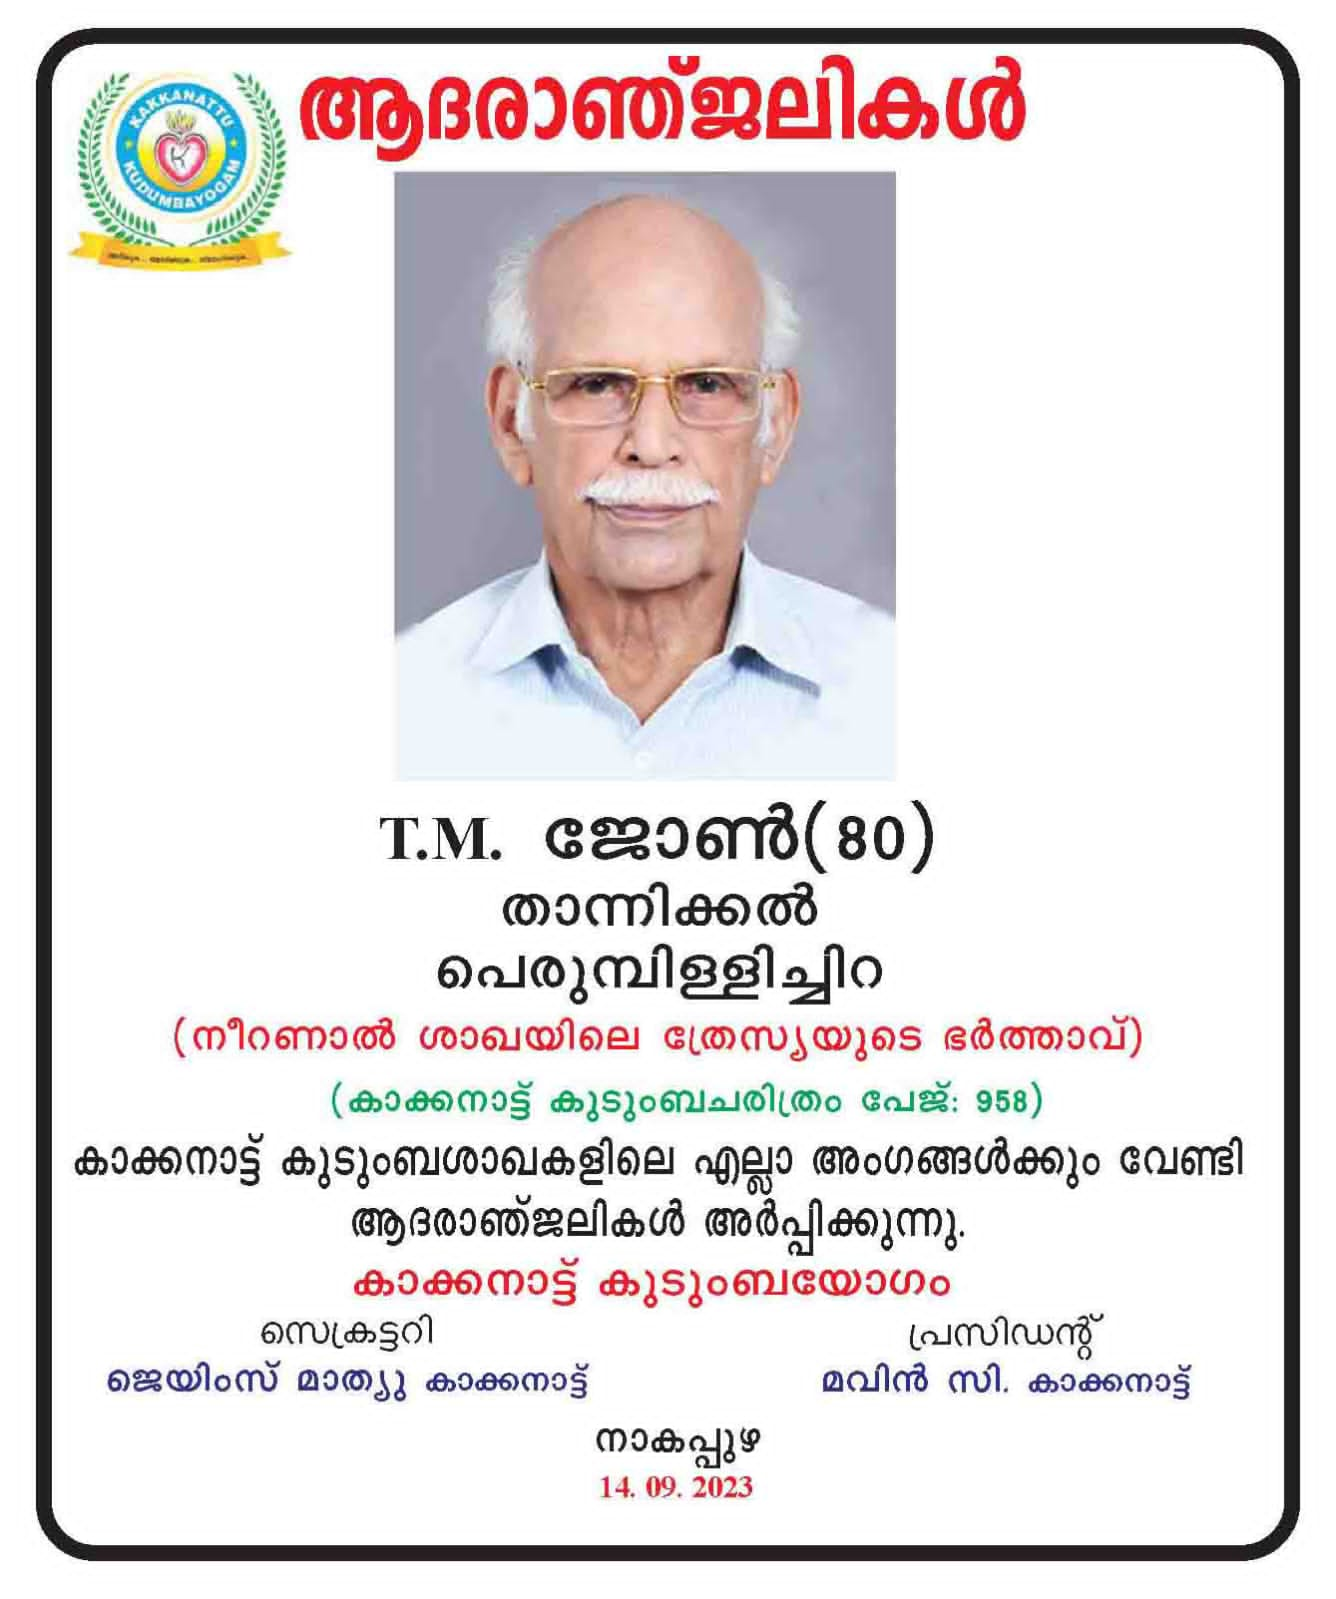 ആദരാഞ്ജലികൾ
KAKKANATTU
KUDUMBAYOGAM
T.M. ജോൺ(80)
താന്നിക്കൽ
പെരുമ്പിള്ളിച്ചിറ
(നീറണാൽ ശാഖയിലെ ത്രേസ്യയുടെ ഭർത്താവ്)
(കാക്കനാട്ട് കുടുംബചരിത്രം പേജ്: 958)
കാക്കനാട്ട് കുടുംബശാഖകളിലെ എല്ലാ അംഗങ്ങൾക്കും വേണ്ടി
ആദരാഞ്ജലികൾ അർപ്പിക്കുന്നു.
കാക്കനാട്ട് കുടുംബയോഗം
സെക്രട്ടറി പ്രസിഡന്റ്
ജെയിംസ് മാത്യു കാക്കനാട്ട് മവിൻ സി. കാക്കനാട്ട്
നാകപ്പുഴ
14. 09. 2023